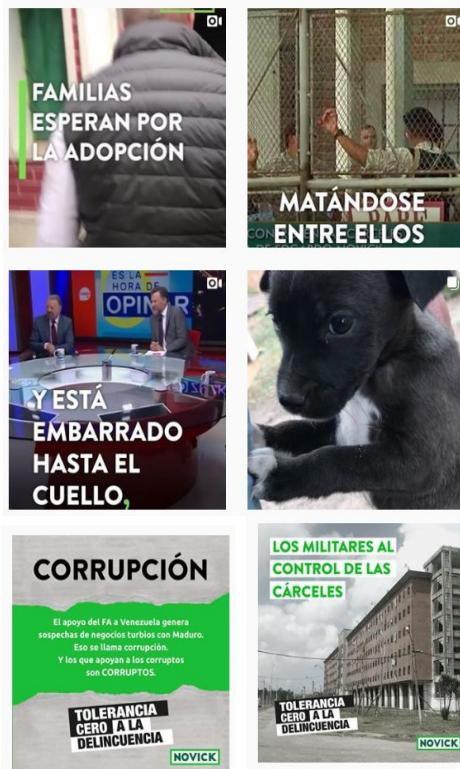 FAMILIAS
ESPERAN POR
LA ADOPCIÓN
MATÁNDOSE
ENTRE ELLOS
ES LA
HORA DE
OPINAR
Y ESTÁ
EMBARRADO
HASTA EL
CUELLO,
CORRUPCIÓN
El apoyo del FA a Venezuela genera
sospechas de negocios turbios con Maduro.
Eso se llama corrupción.
Y los que apoyan a los corruptos
son CORRUPTOS.
TOLERANCIA
CERO A LA
DELINCUENCIA
NOVICK
LOS MILITARES AL
CONTROL DE LAS
CÁRCELES
TOLERANCIA
CERO A LA
DELINCUENCIA
NOVICK